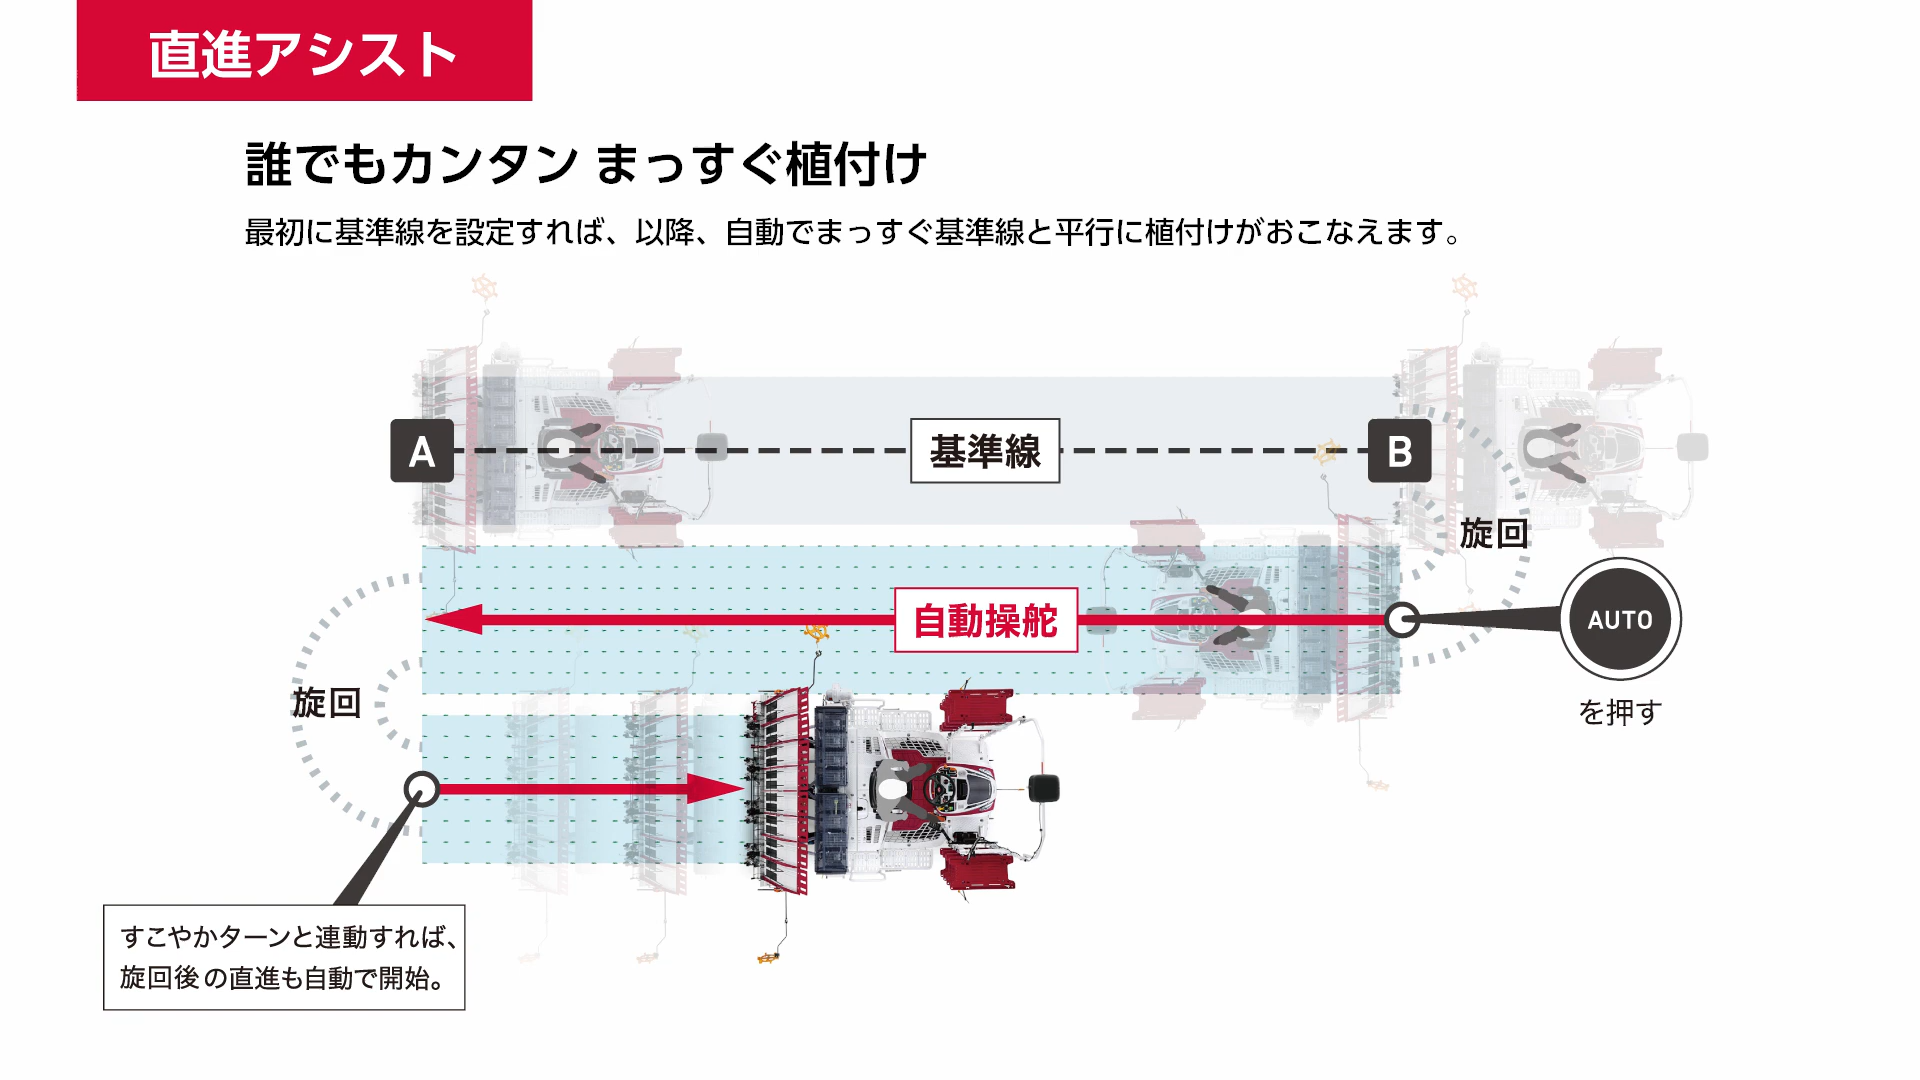 直進アシスト
誰でもカンタン まっすぐ植付け
最初に基準線を設定すれば、以降、自動でまっすぐ基準線と平行に植付けがおこなえます。
A
基準線
B
旋回
自動操舵
AUTO
を押す
旋回
すこやかターンと連動すれば、
旋回後の直進も自動で開始。